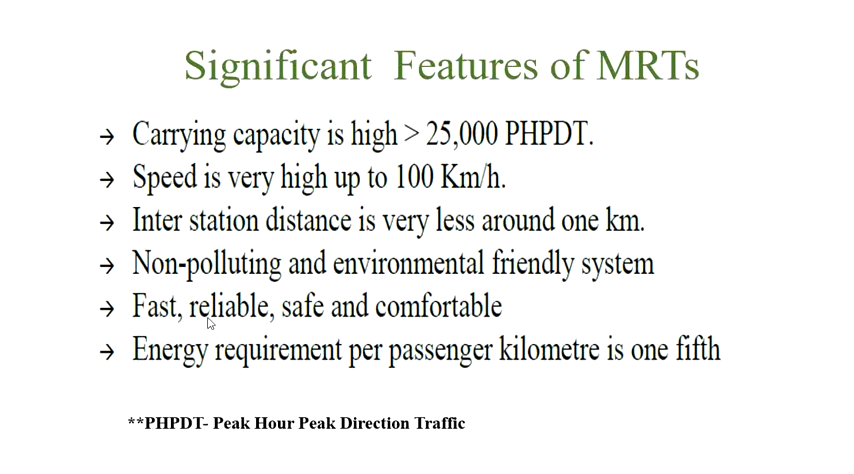 Significant Features of MRTs
→ Carrying capacity is high > 25,000 PHPDT.
→ Speed is very high up to 100 Km/h.
→ Inter station distance is very less around one km.
→ Non-polluting and environmental friendly system
→ Fast, reliable, safe and comfortable
→ Energy requirement per passenger kilometre is one fifth
**PHPDT- Peak Hour Peak Direction Traffic